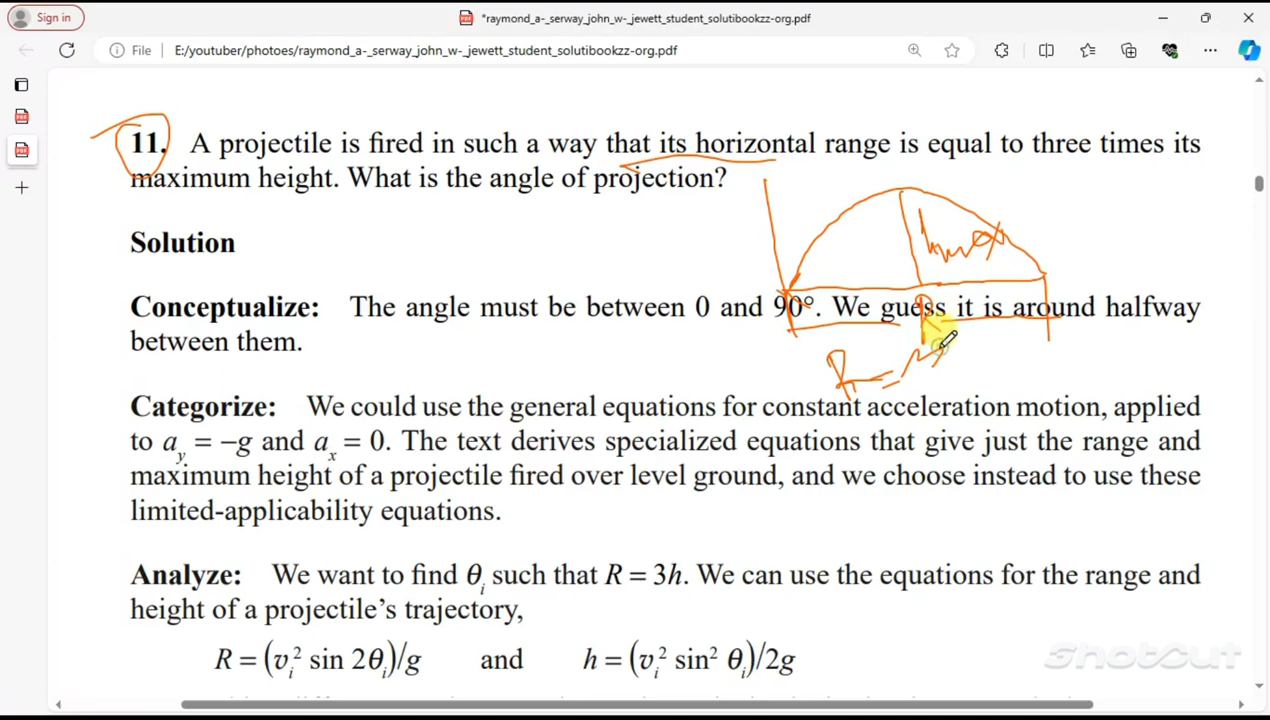 Sign in
*raymond_a-_serway_john_w-_jewett_student_solutibookzz-org.pdf
File E:/youtuber/photoes/raymond_a-_serway_john_w-_jewett_student_solutibookzz-org.pdf
11. A projectile is fired in such a way that its horizontal range is equal to three times its
maximum height. What is the angle of projection?
hmax
Solution
Conceptualize: The angle must be between 0 and 90°. We guess it is around halfway
R
between them.
R =
Categorize: We could use the general equations for constant acceleration motion, applied
to a_y = −g and a_x = 0. The text derives specialized equations that give just the range and
maximum height of a projectile fired over level ground, and we choose instead to use these
limited-applicability equations.
Analyze: We want to find θ_i such that R = 3h. We can use the equations for the range and
height of a projectile’s trajectory,
R = (v_i² sin 2θ_i)/g and h = (v_i² sin² θ_i)/2g
Shotcut